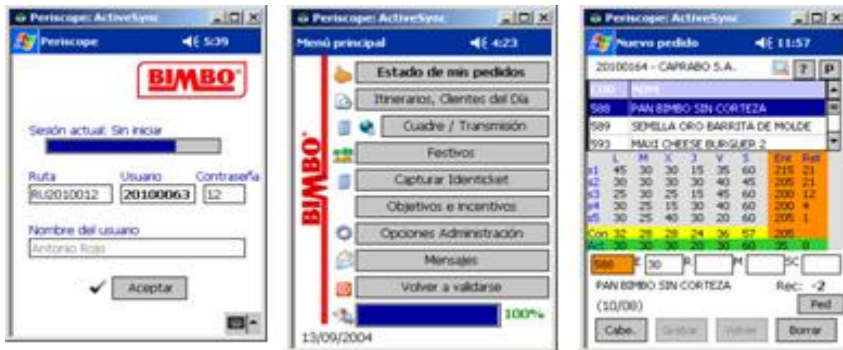 Periscope: ActiveSync
Periscope 5:39
BIMBO
Sesión actual: Sin iniciar
Ruta Usuario Contraseña
RU2010012 20100063 12
Nombre del usuario
Antonio Rojo
Aceptar
Periscope: ActiveSync
Menú principal 4:23
BIMBO
Estado de mis pedidos
Itinerarios, Clientes del Día
Cuadre / Transmisión
Festivos
Capturar Identicket
Objetivos e Incentivos
Opciones Administración
Mensajes
Volver a validarse
100%
13/09/2004
Periscope: ActiveSync
Nuevo pedido 11:57
20100164 - CAPRABO S.A. ? P
COD NOM
588 PAN BIMBO SIN CORTEZA
589 SEMILLA ORO BARRITA DE MOLDE
593 MAXI CHEESE BURGUER 2
L M X J V S Ent Ret
s1 45 30 30 15 35 60 215 21
s2 30 30 30 30 40 45 205 21
s3 25 30 25 15 45 60 200 12
s4 30 25 15 30 40 60 200 4
s5 30 25 40 30 20 60 205 1
Con 32 28 28 24 36 57 205
Act 30 30 30 20 30 60 35 0
588 E 30 R M SC
PAN BIMBO SIN CORTEZA Rec: -2
(10/08) Ped
Cabe. Grabar Volver Borrar